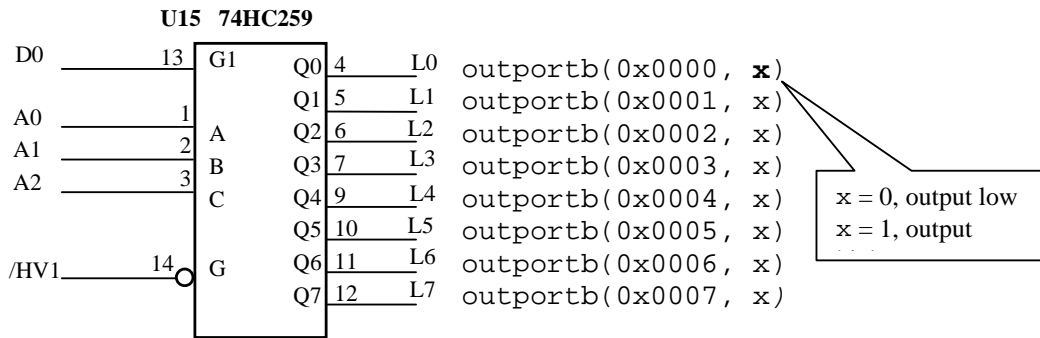 U15 74HC259
D0 13 G1 Q0 4 L0 outportb(0x0000, x)
Q1 5 L1 outportb(0x0001, x)
A0 1 A Q2 6 L2 outportb(0x0002, x)
A1 2 B Q3 7 L3 outportb(0x0003, x)
A2 3 C Q4 9 L4 outportb(0x0004, x)
Q5 10 L5 outportb(0x0005, x)
/HV1 14 G Q6 11 L6 outportb(0x0006, x)
Q7 12 L7 outportb(0x0007, x)
x = 0, output low
x = 1, output